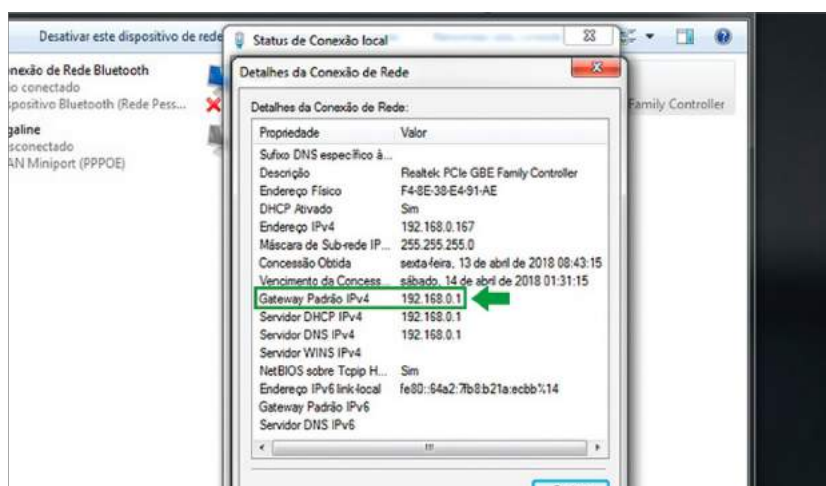 Desativar este dispositivo de rede
Status de Conexão local
nexão de Rede Bluetooth
o conectado
spositivo Bluetooth (Rede Pess...
galine
sconectado
AN Miniport (PPPOE)
Family Controller
Detalhes da Conexão de Rede
Detalhes da Conexão de Rede:
Propriedade Valor
Sufixo DNS específico à...
Descrição Realtek PCIe GBE Family Controller
Endereço Físico F4-8E-38-E4-91-AE
DHCP Ativado Sim
Endereço IPv4 192.168.0.167
Máscara de Sub-rede IP... 255.255.255.0
Concessão Obtida sexta-feira, 13 de abril de 2018 08:43:15
Vencimento da Concess... sábado, 14 de abril de 2018 01:31:15
Gateway Padrão IPv4 192.168.0.1
Servidor DHCP IPv4 192.168.0.1
Servidor DNS IPv4 192.168.0.1
Servidor WINS IPv4
NetBIOS sobre Tcpip H... Sim
Endereço IPv6 link-local fe80::64a2:7fb8:b21a:ecbb%14
Gateway Padrão IPv6
Servidor DNS IPv6